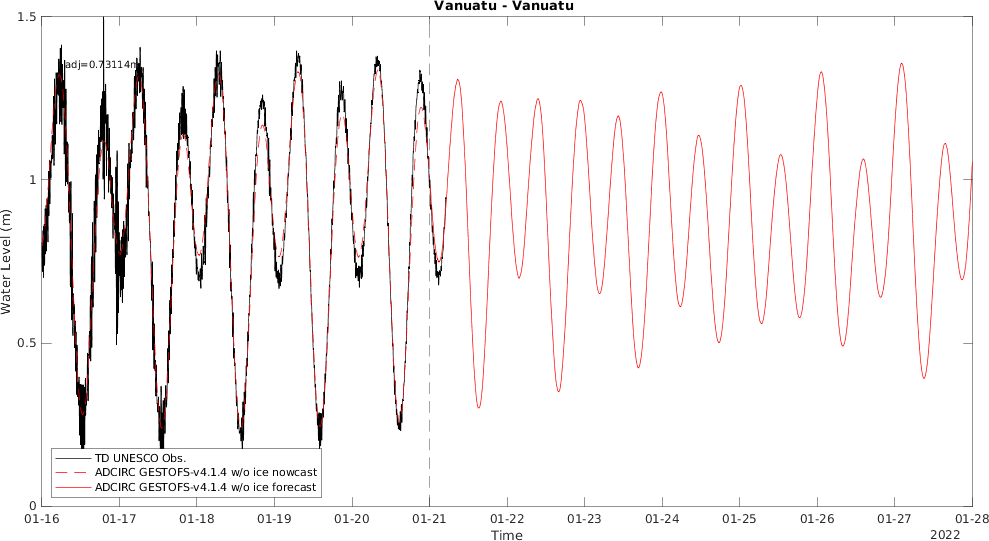 Vanuatu - Vanuatu
1.5
adj=0.73114m
1
Water Level (m)
0.5
TD UNESCO Obs.
ADCIRC GESTOFS-v4.1.4 w/o ice nowcast
ADCIRC GESTOFS-v4.1.4 w/o ice forecast
0
01-16 01-17 01-18 01-19 01-20 01-21 01-22 01-23 01-24 01-25 01-26 01-27 01-28
Time
2022